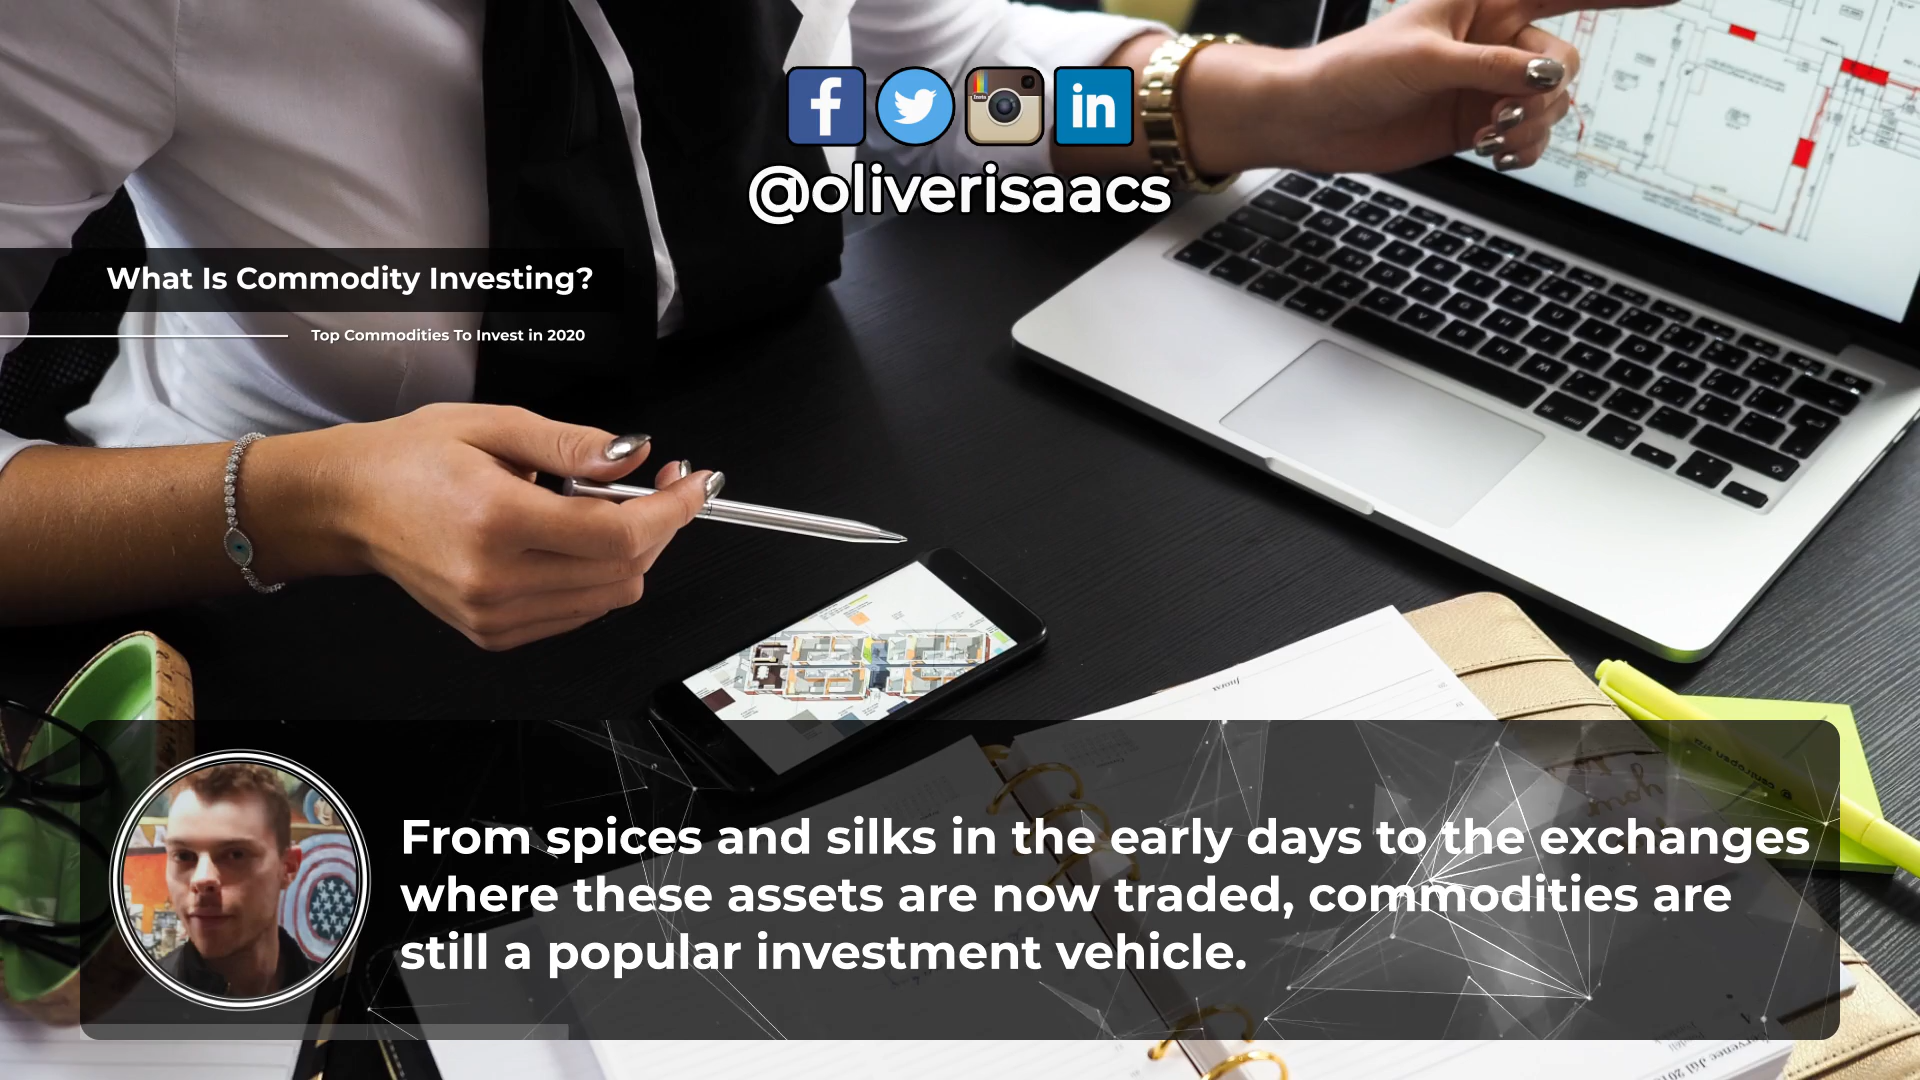 @oliverisaacs
What Is Commodity Investing?
Top Commodities To Invest in 2020
From spices and silks in the early days to the exchanges
where these assets are now traded, commodities are
still a popular investment vehicle.